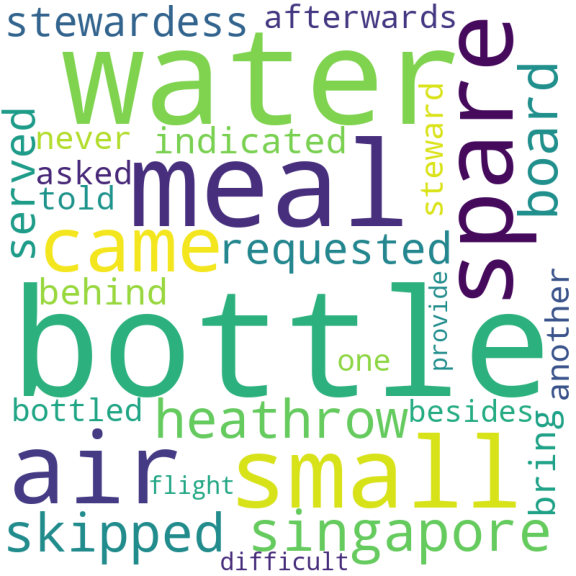 stewardess
afterwards
water
spare
board
served
never
indicated
steward
asked
meal
told
came
requested
behind
provide
another
bottle
one
bottled
heathrow
besides
bring
air
flight
small
skipped
singapore
difficult